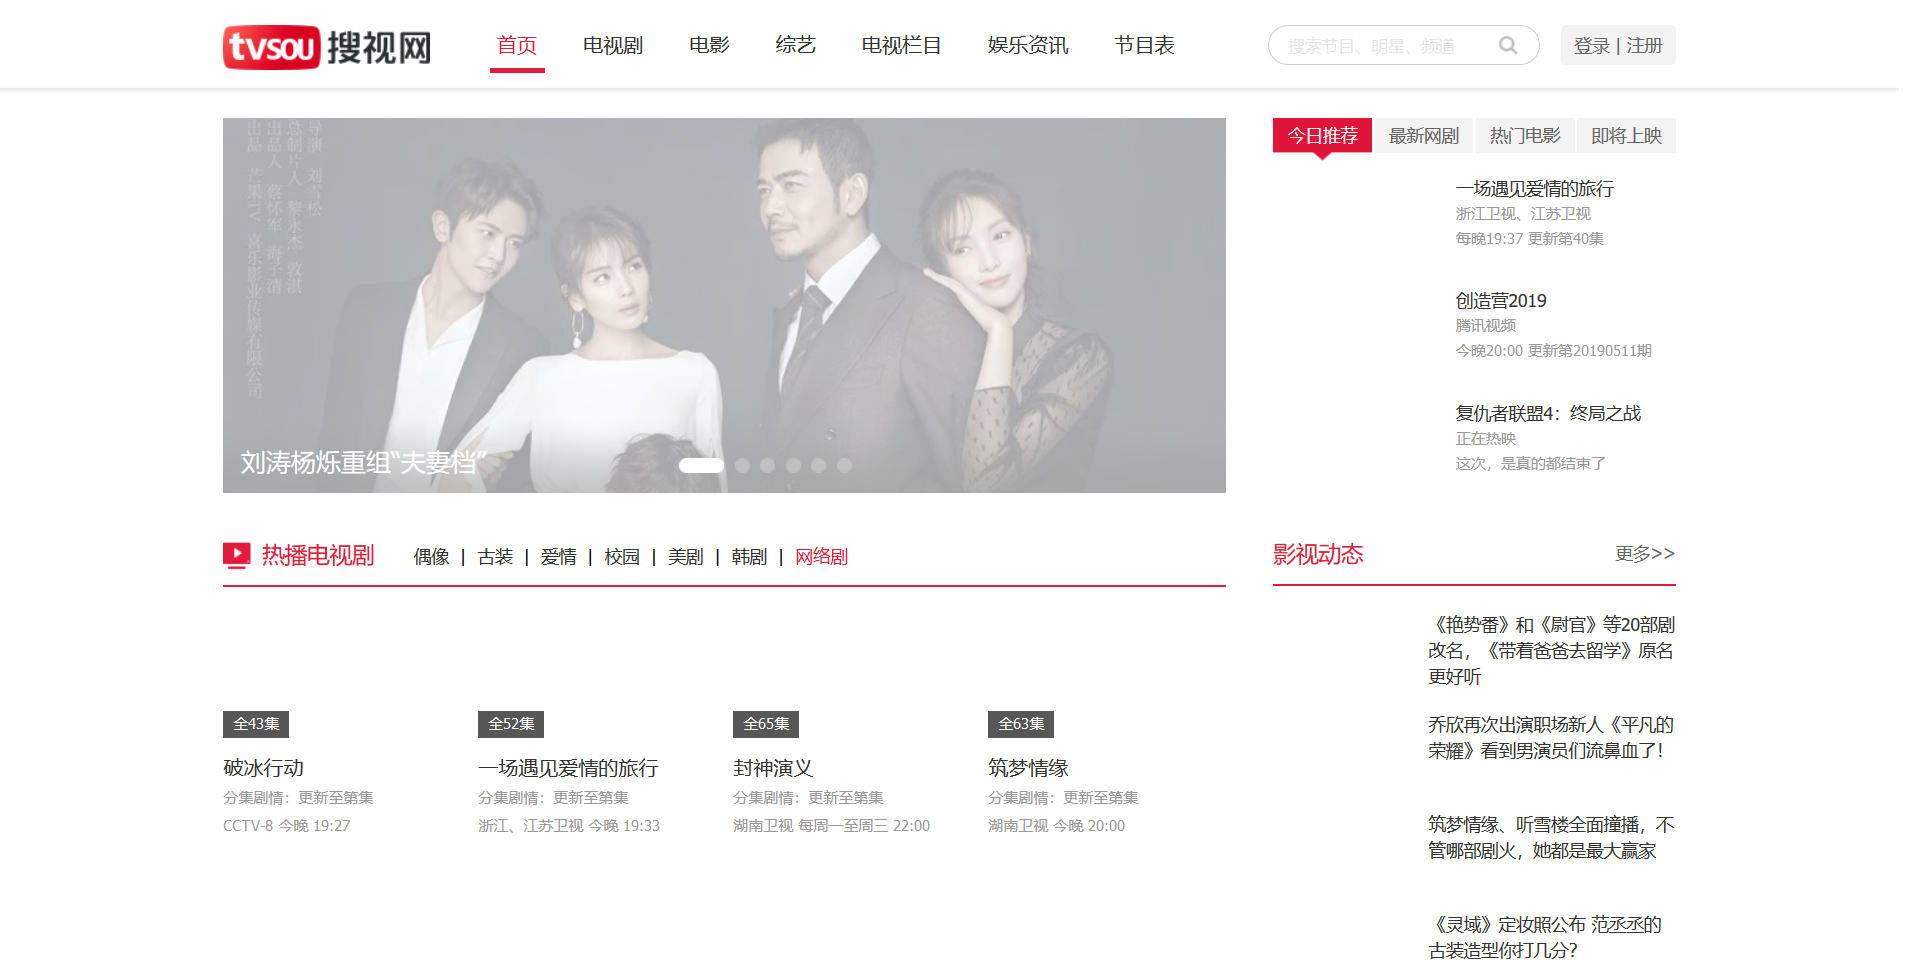 tvsou 搜视网
首页 电视剧 电影 综艺 电视栏目 娱乐资讯 节目表
搜索节目、明星、频道
登录 | 注册
导演 刘雪松
总制片人 黎永杰 敦淇
出品人 蔡怀军 海子清
出品 芒果TV 喜乐影业传媒有限公司
刘涛杨烁重组“夫妻档”
今日推荐 最新网剧 热门电影 即将上映
一场遇见爱情的旅行
浙江卫视、江苏卫视
每晚19:37 更新第40集
创造营2019
腾讯视频
今晚20:00 更新第20190511期
复仇者联盟4：终局之战
正在热映
这次，是真的都结束了
热播电视剧
偶像 | 古装 | 爱情 | 校园 | 美剧 | 韩剧 | 网络剧
全43集
破冰行动
分集剧情：更新至第集
CCTV-8 今晚 19:27
全52集
一场遇见爱情的旅行
分集剧情：更新至第集
浙江、江苏卫视 今晚 19:33
全65集
封神演义
分集剧情：更新至第集
湖南卫视 每周一至周三 22:00
全63集
筑梦情缘
分集剧情：更新至第集
湖南卫视 今晚 20:00
影视动态
更多>>
《艳势番》和《尉官》等20部剧
改名，《带着爸爸去留学》原名
更好听
乔欣再次出演职场新人《平凡的
荣耀》看到男演员们流鼻血了！
筑梦情缘、听雪楼全面撞播，不
管哪部剧火，她都是最大赢家
《灵域》定妆照公布 范丞丞的
古装造型你打几分？